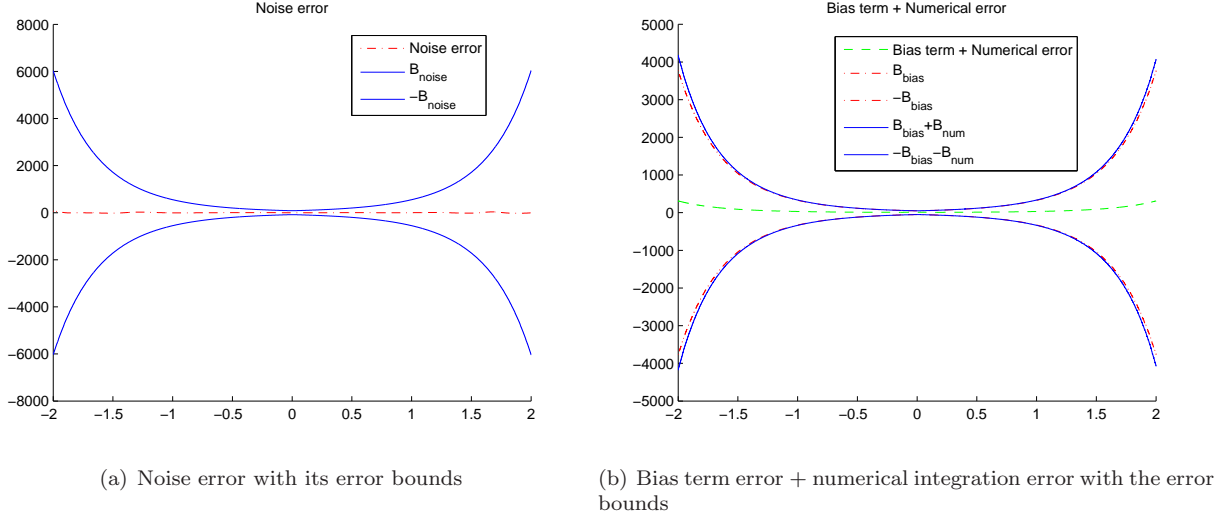 Noise error
8000
6000
4000
2000
0
−2000
−4000
−6000
−8000
−2
−1.5
−1
−0.5
0
0.5
1
1.5
2
Noise error
B_noise
−B_noise
(a) Noise error with its error bounds
Bias term + Numerical error
5000
4000
3000
2000
1000
0
−1000
−2000
−3000
−4000
−5000
−2
−1.5
−1
−0.5
0
0.5
1
1.5
2
Bias term + Numerical error
B_bias
−B_bias
B_bias+B_num
−B_bias−B_num
(b) Bias term error + numerical integration error with the error
bounds